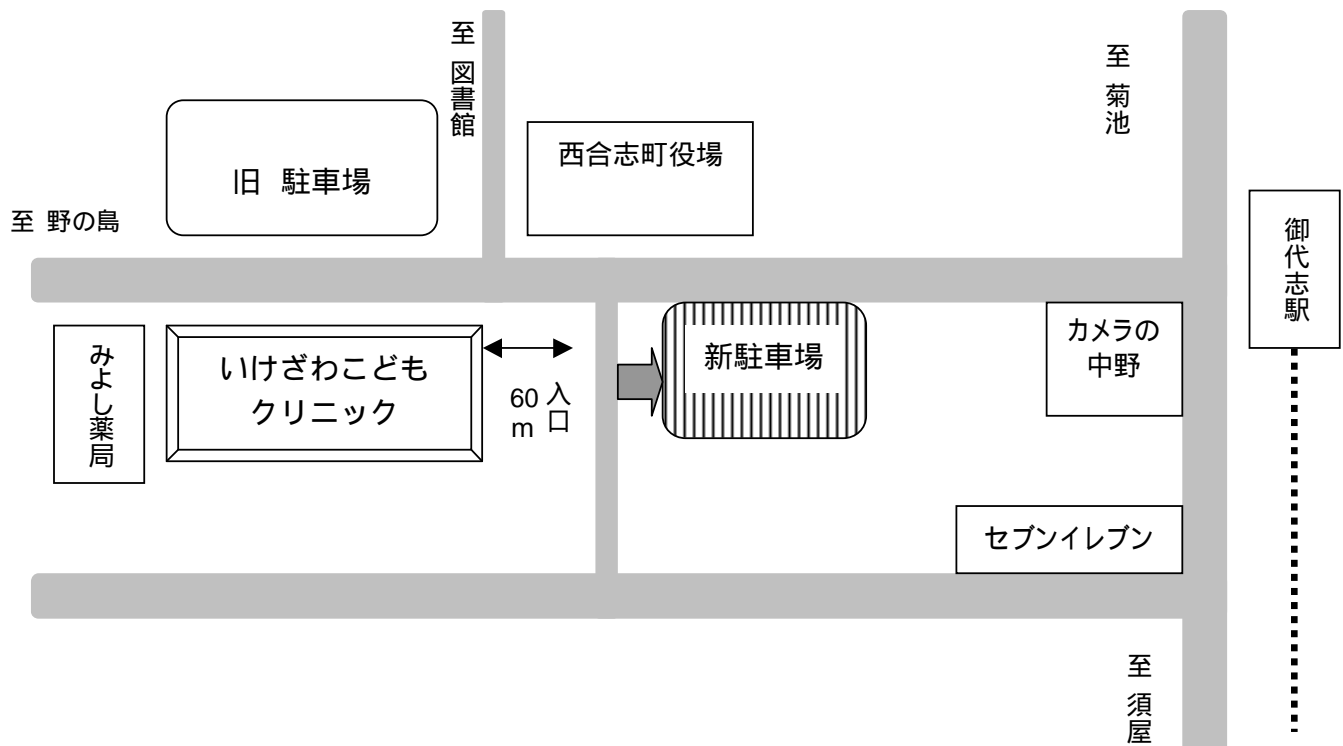 至 図書館
至 菊池
西合志町役場
旧 駐車場
至 野の島
御代志駅
カメラの
中野
新駐車場
みよし薬局
いけざわこども
クリニック
入口
60m
セブンイレブン
至 須屋